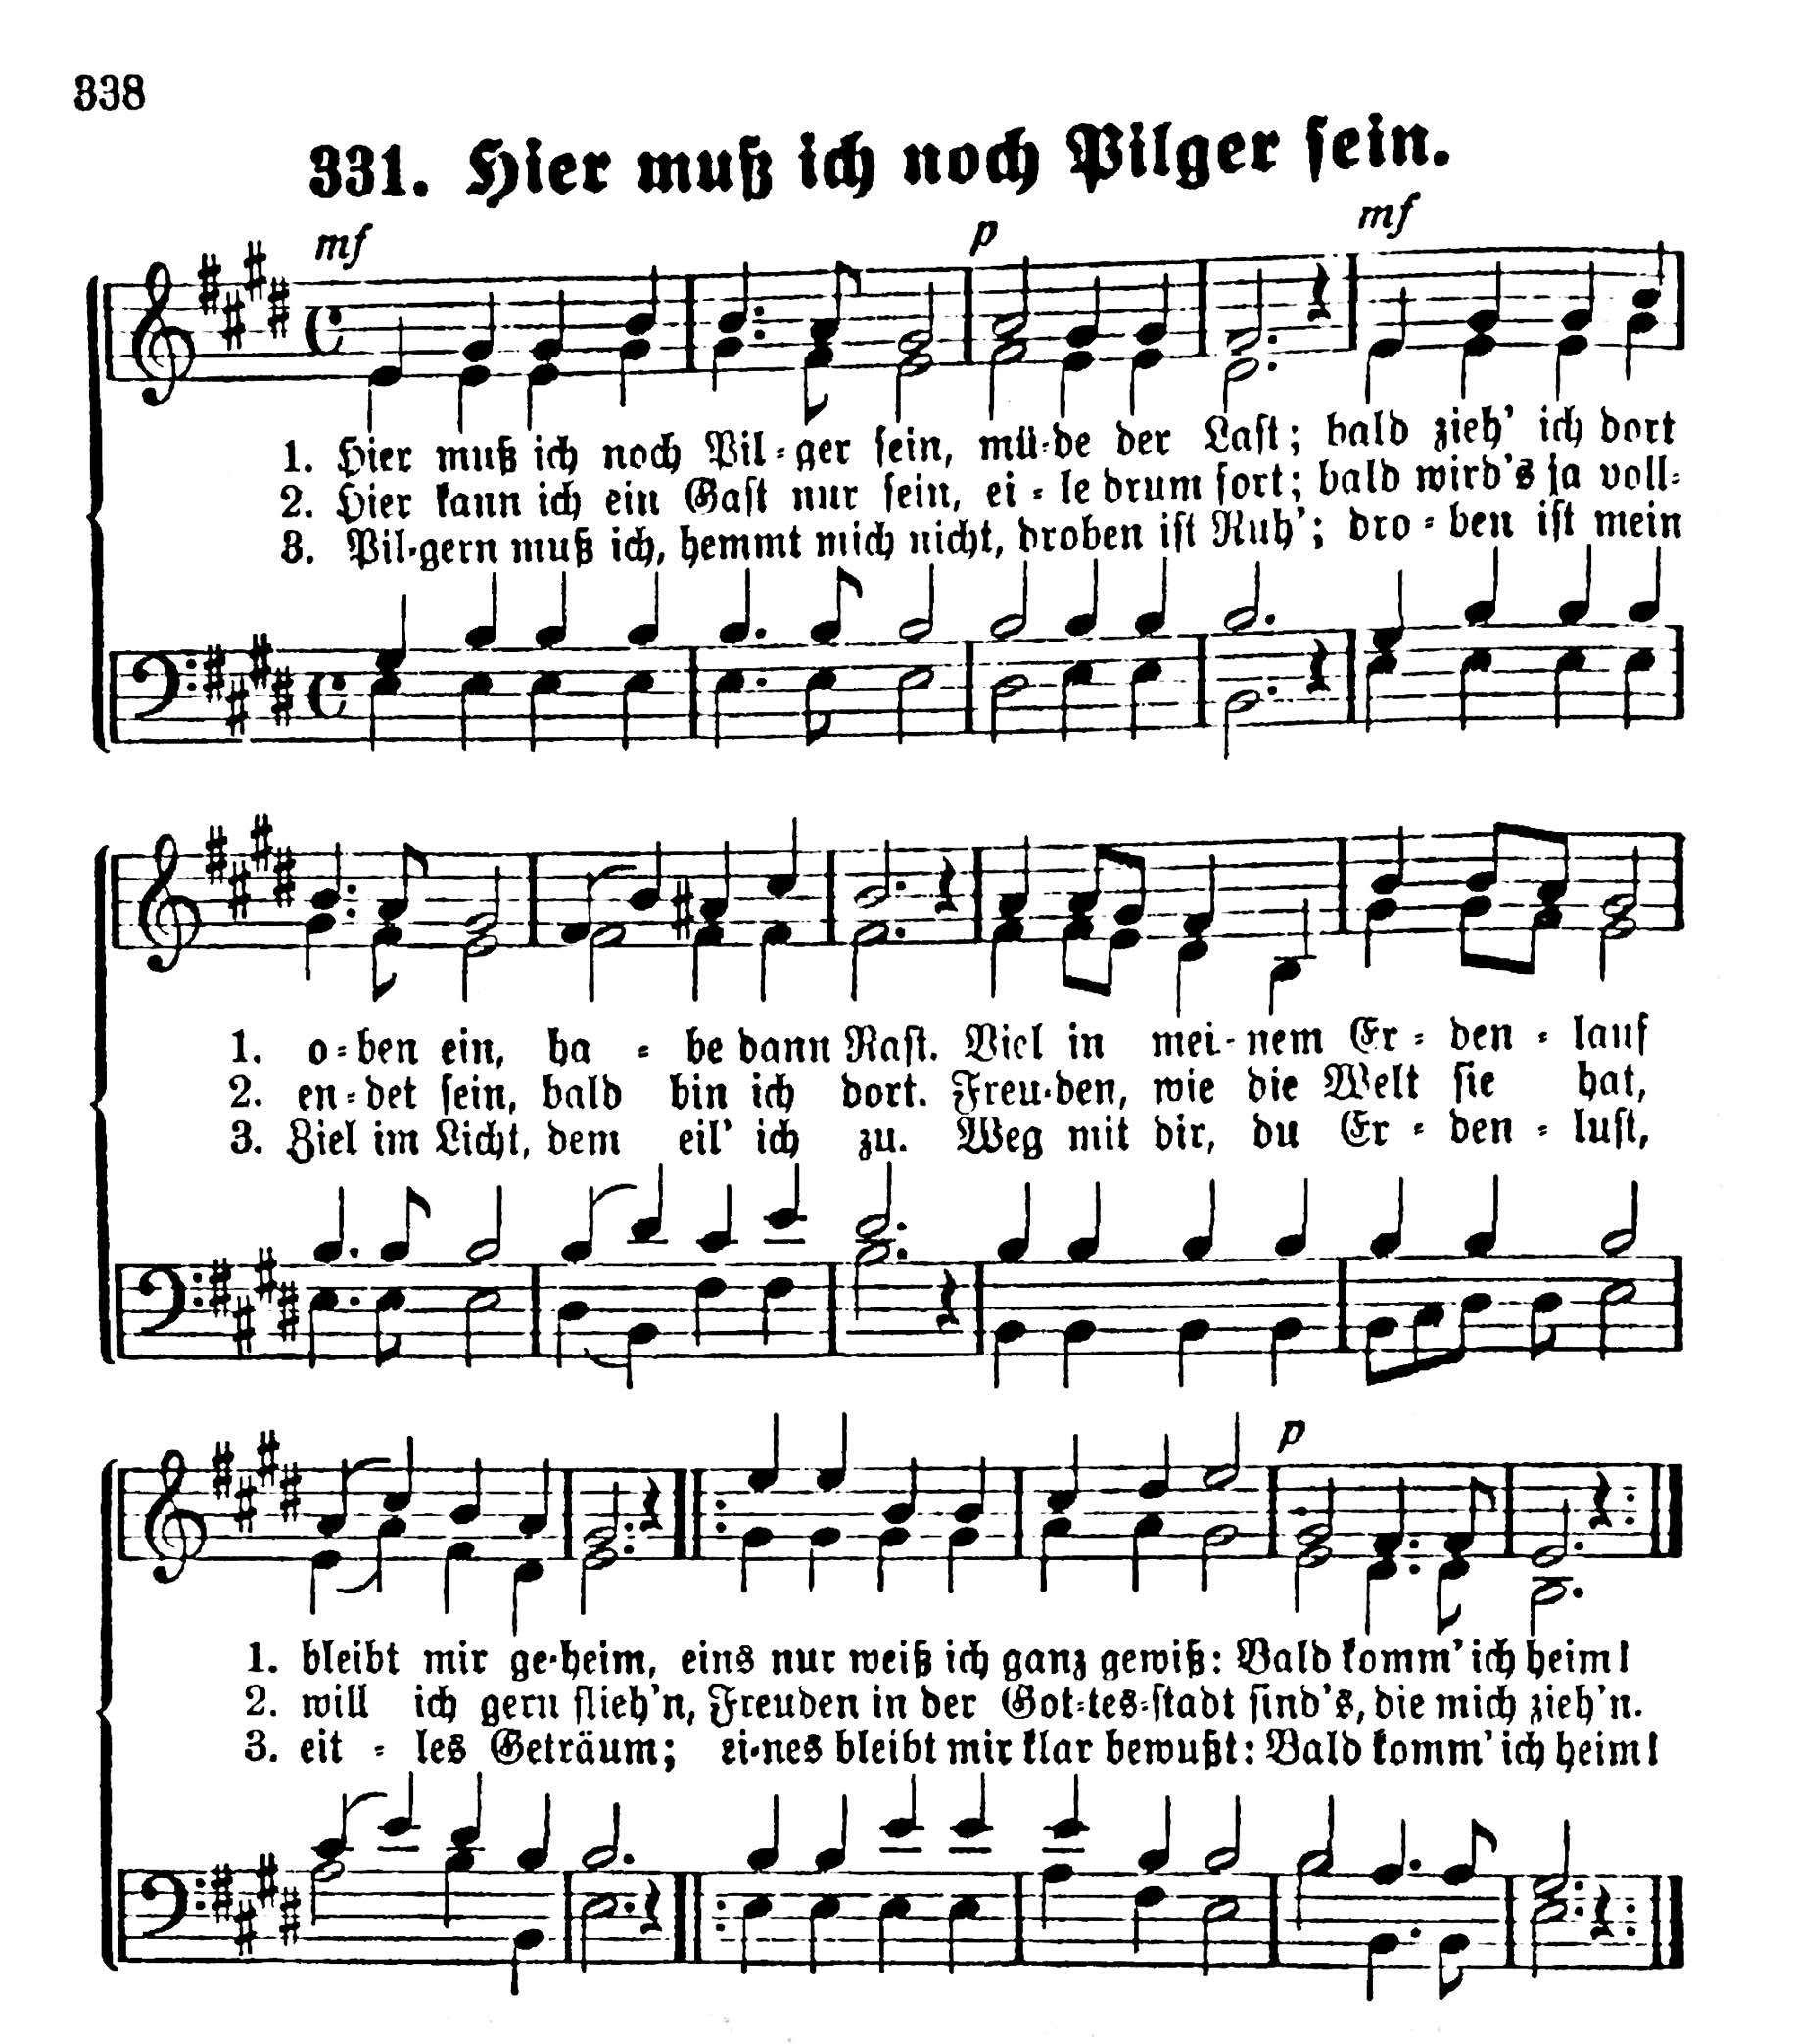 338
331. Hier muß ich noch Pilger sein.
mf p mf
1. Hier muß ich noch Pil-ger sein, mü-de der Last; bald zieh' ich dort
2. Hier kann ich ein Gast nur sein, ei-le drum fort; bald wird's ja voll-
3. Pil-gern muß ich, hemmt mich nicht, droben ist Ruh'; dro-ben ist mein
1. o-ben ein, ha-be dann Rast. Viel in mei-nem Er-den-lauf
2. en-det sein, bald bin ich dort. Freu-den, wie die Welt sie hat,
3. Ziel im Licht, dem eil' ich zu. Weg mit dir, du Er-den-lust,
p
1. bleibt mir ge-heim, eins nur weiß ich ganz gewiß: Bald komm' ich heim!
2. will ich gern flieh'n, Freuden in der Got-tes-stadt sind's, die mich zieh'n.
3. eit-les Geträum; ei-nes bleibt mir klar bewußt: Bald komm' ich heim!